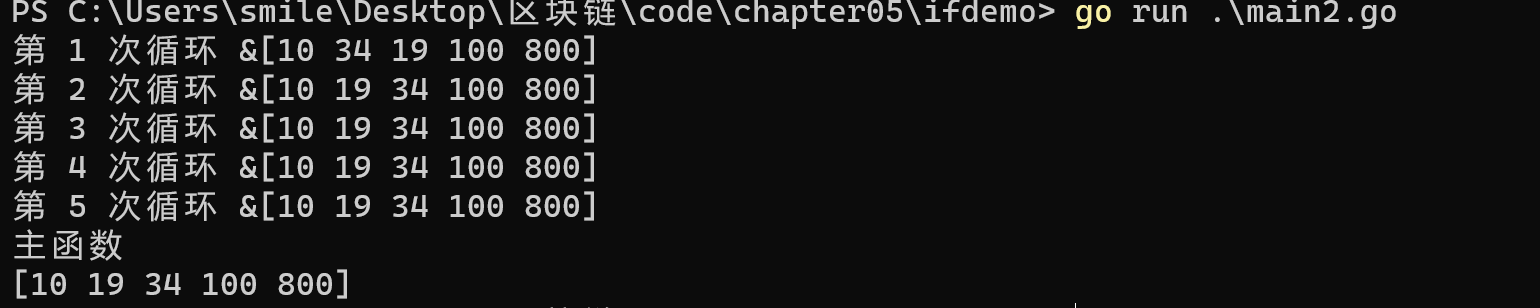 PS C:\Users\smile\Desktop\区块链\code\chapter05\ifdemo> go run .\main2.go
第 1 次循环 &[10 34 19 100 800]
第 2 次循环 &[10 19 34 100 800]
第 3 次循环 &[10 19 34 100 800]
第 4 次循环 &[10 19 34 100 800]
第 5 次循环 &[10 19 34 100 800]
主函数
[10 19 34 100 800]